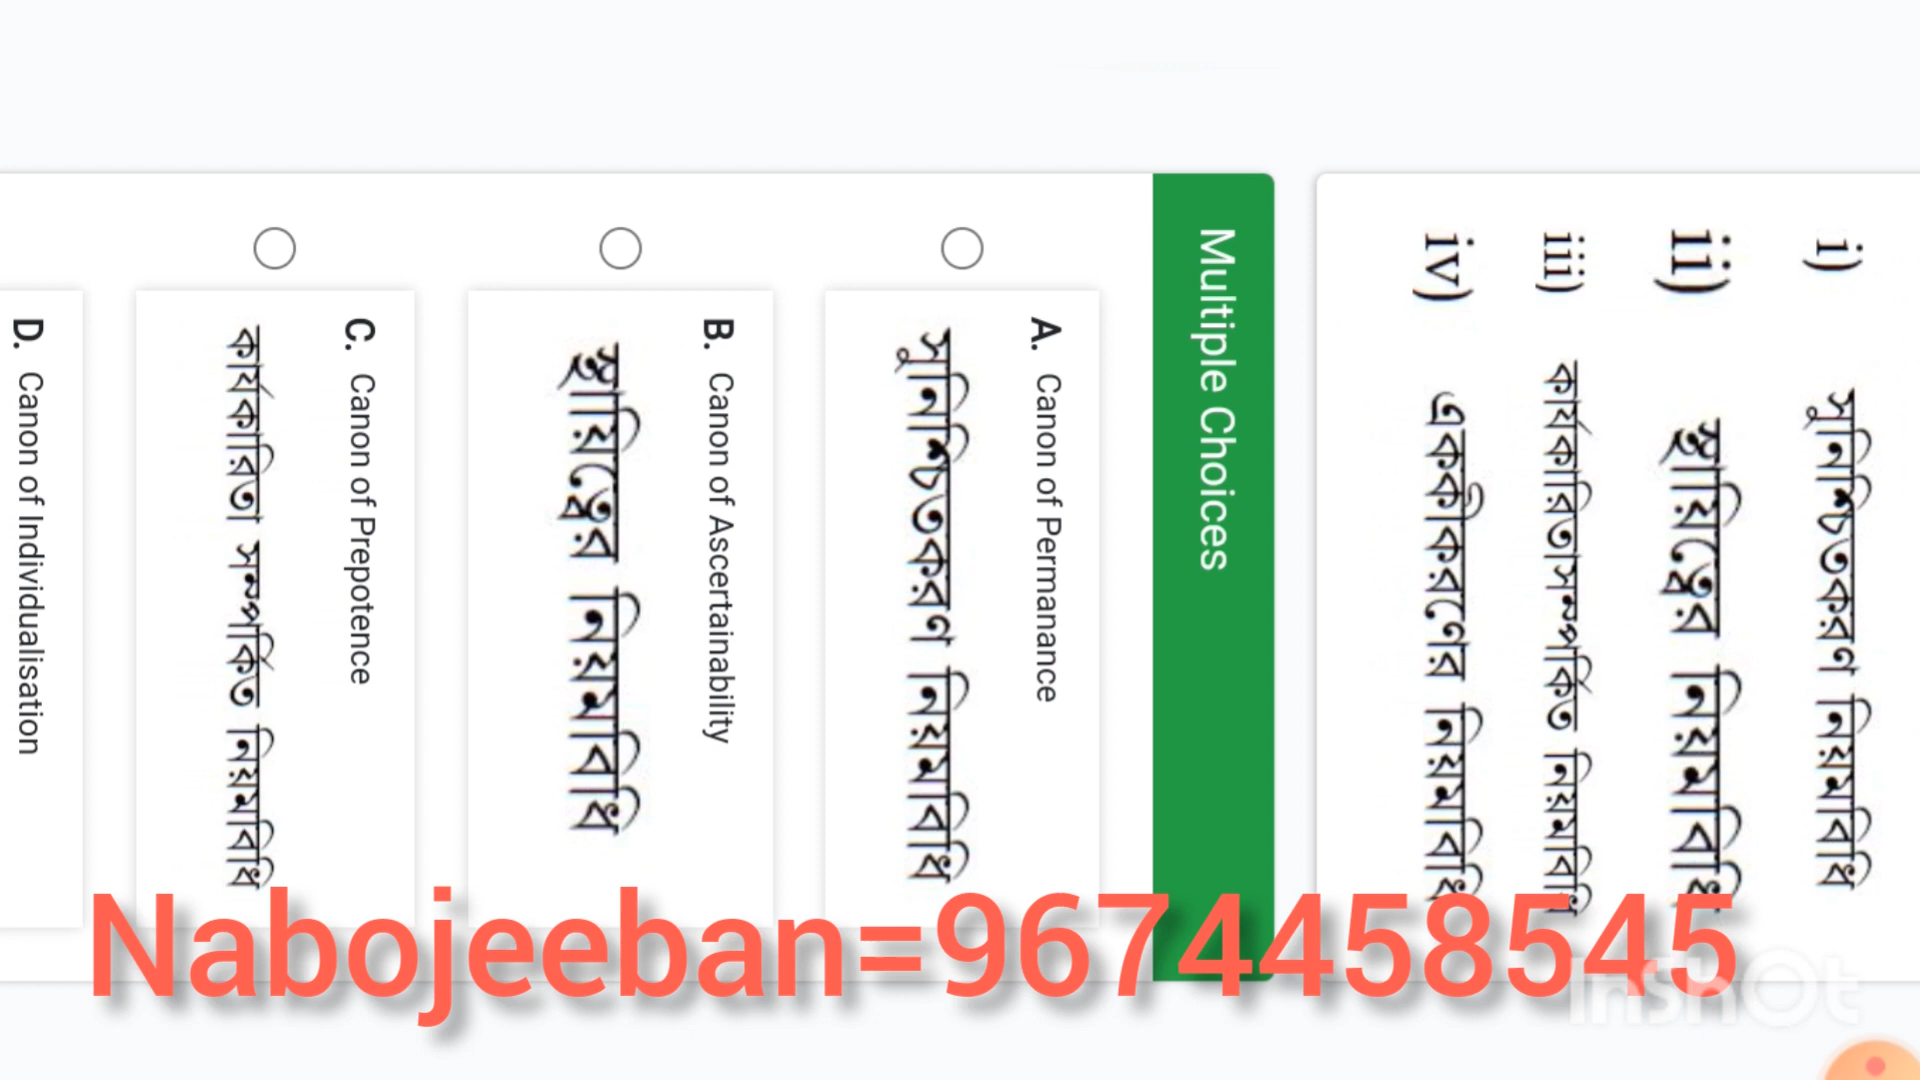 i) সুনিশ্চিতকরণ নিয়মবিধি
ii) স্থায়িত্বের নিয়মবিধি
iii) কার্যকারিতাসম্পর্কিত নিয়মবিধি
iv) একককিকরণের নিয়মবিধি
Multiple Choices
A. Canon of Permanance
সুনিশ্চিতকরণ নিয়মবিধি
B. Canon of Ascertainability
স্থায়িত্বের নিয়মবিধি
C. Canon of Prepotence
কার্যকারিতা সম্পর্কিত নিয়মবিধি
D. Canon of Individualisation
Nabojeeban=9674458545
InShOt